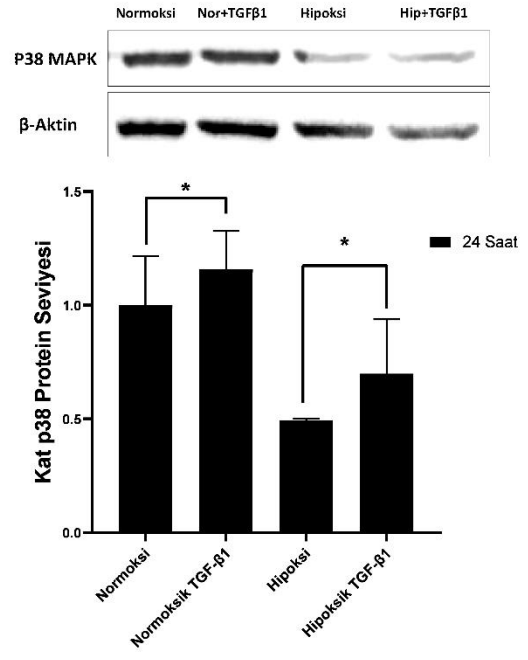 Normoksi Nor+TGFβ1 Hipoksi Hip+TGFβ1
P38 MAPK
β-Aktin
Kat p38 Protein Seviyesi
1.5
1.0
0.5
0.0
*
*
24 Saat
Normoksi
Normoksik TGF-β1
Hipoksi
Hipoksik TGF-β1